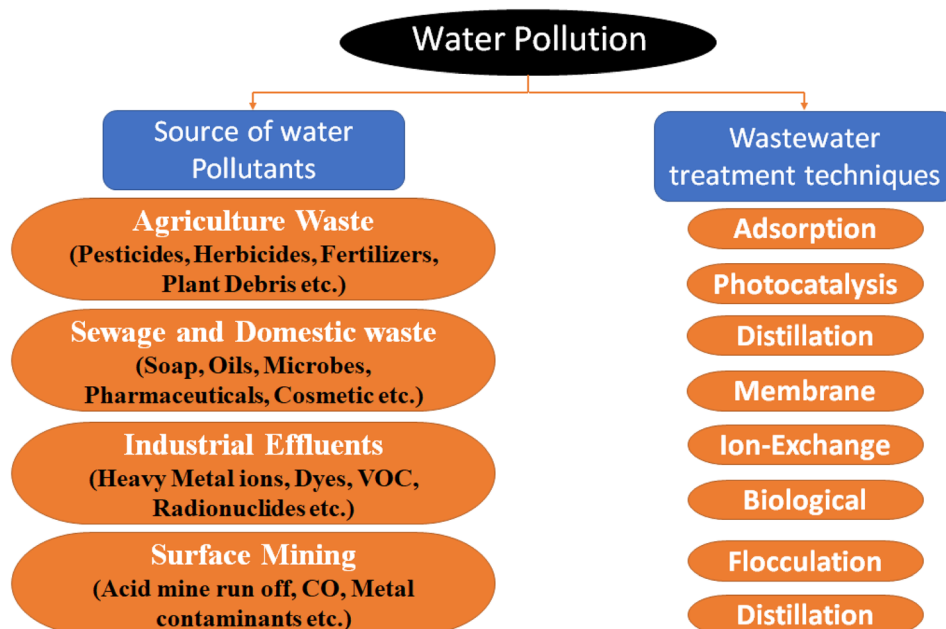 Water Pollution
Source of water
Pollutants
Agriculture Waste
(Pesticides, Herbicides, Fertilizers,
Plant Debris etc.)
Sewage and Domestic waste
(Soap, Oils, Microbes,
Pharmaceuticals, Cosmetic etc.)
Industrial Effluents
(Heavy Metal ions, Dyes, VOC,
Radionuclides etc.)
Surface Mining
(Acid mine run off, CO, Metal
contaminants etc.)
Wastewater
treatment techniques
Adsorption
Photocatalysis
Distillation
Membrane
Ion-Exchange
Biological
Flocculation
Distillation